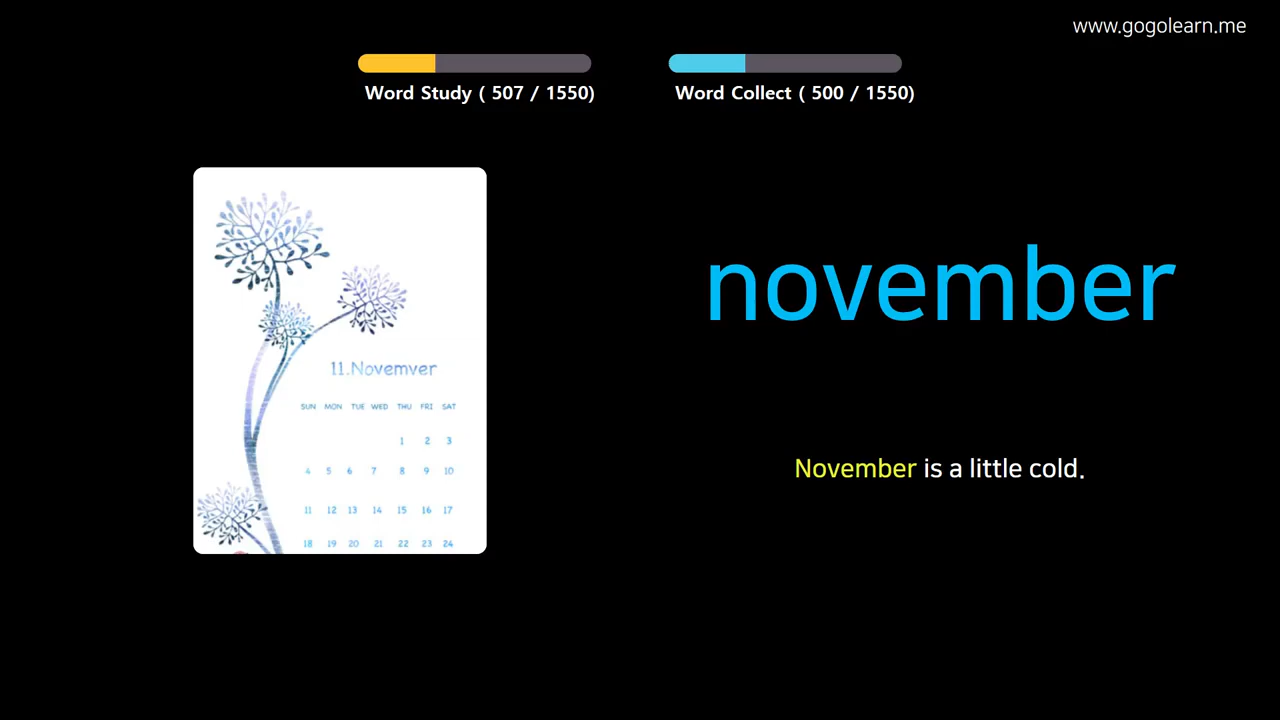 www.gogolearn.me
Word Study ( 507 / 1550)
Word Collect ( 500 / 1550)
november
11.Novemver
SUN MON TUE WED THU FRI SAT
1 2 3
4 5 6 7 8 9 10
11 12 13 14 15 16 17
18 19 20 21 22 23 24
November is a little cold.